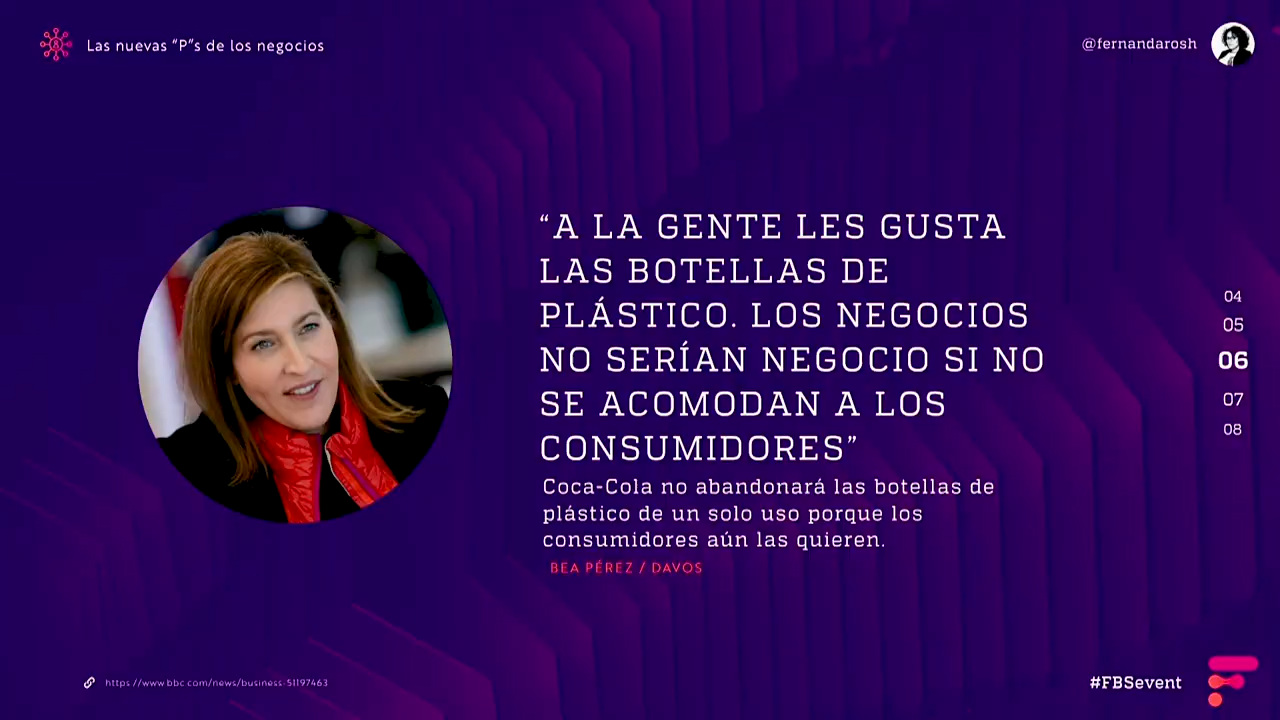 Las nuevas “P”s de los negocios
@fernandarosh
“A LA GENTE LES GUSTA
LAS BOTELLAS DE
PLÁSTICO. LOS NEGOCIOS
NO SERÍAN NEGOCIO SI NO
SE ACOMODAN A LOS
CONSUMIDORES”
Coca-Cola no abandonará las botellas de
plástico de un solo uso porque los
consumidores aún las quieren.
BEA PÉREZ / DAVOS
04
05
06
07
08
https://www.bbc.com/news/business-51197463
#FBSevent